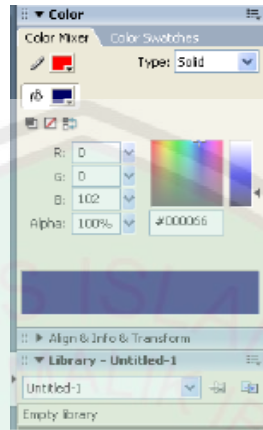 Color
Color Mixer Color Swatches
Type: Solid
R: 0
G: 0
B: 102
Alpha: 100% #000066
Align & Info & Transform
Library - Untitled-1
Untitled-1
Empty library